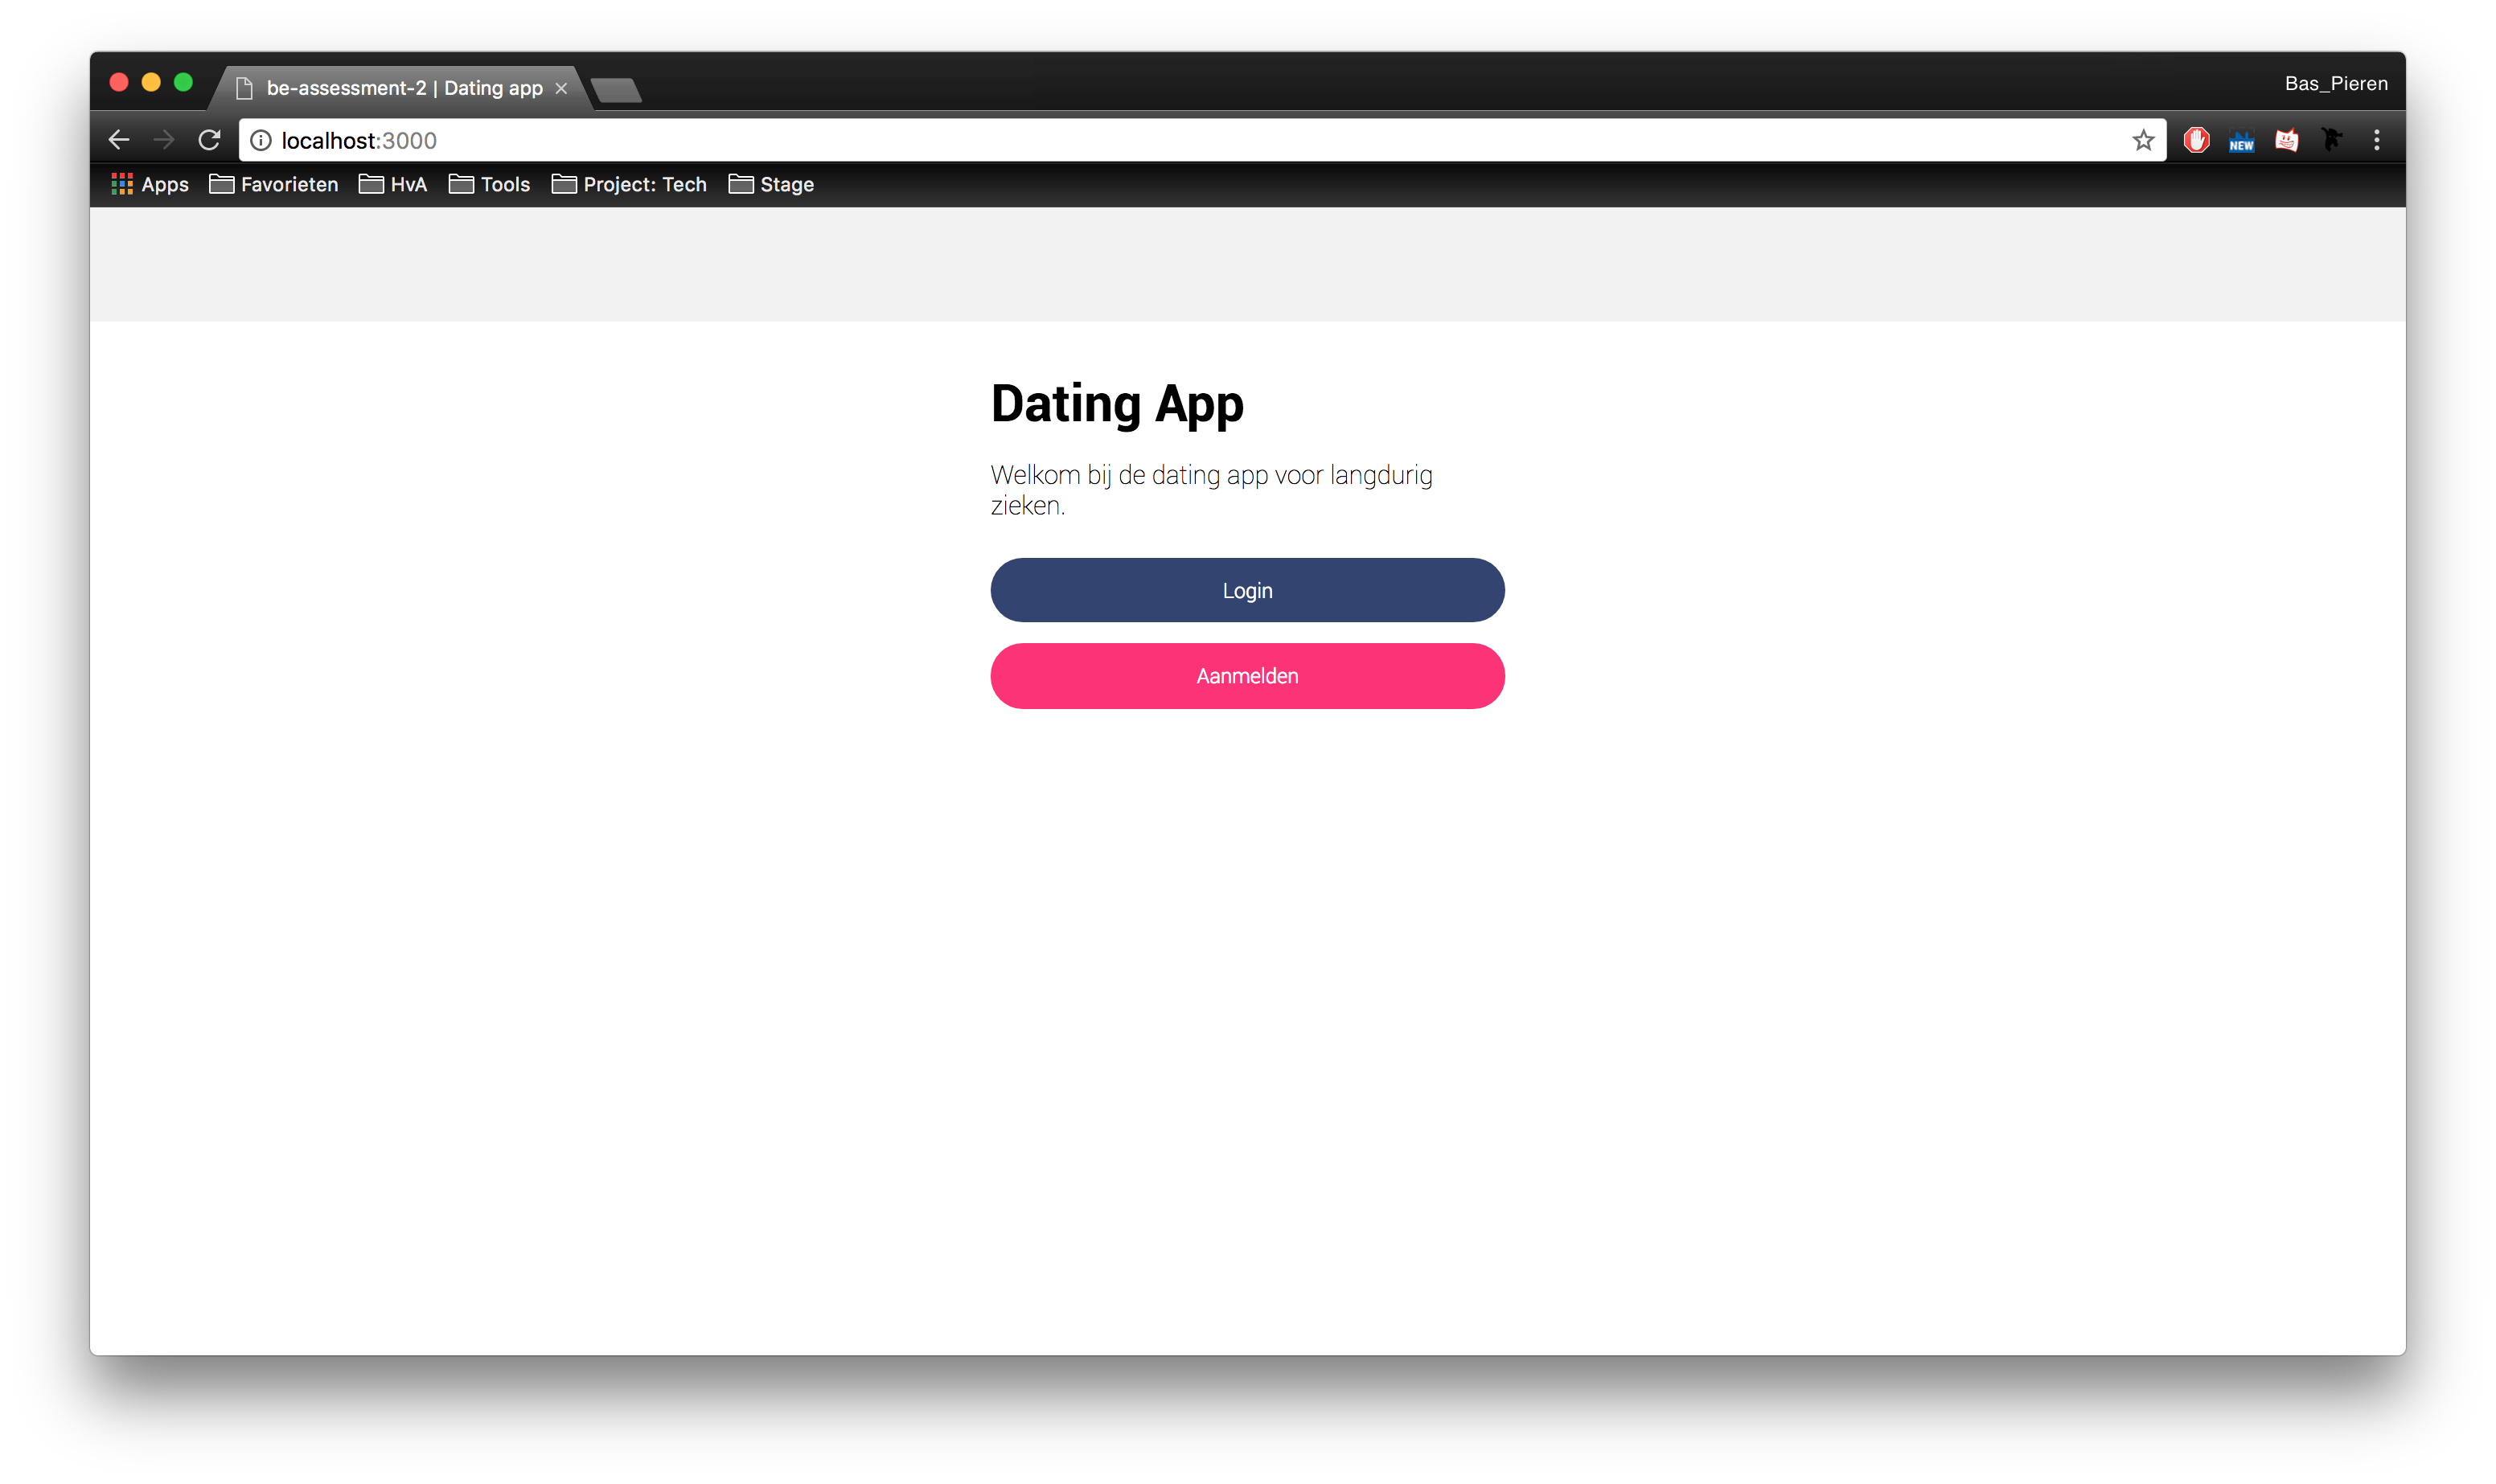 be-assessment-2 | Dating app
Bas_Pieren
localhost:3000
NEW
Apps Favorieten HvA Tools Project: Tech Stage
Dating App
Welkom bij de dating app voor langdurig
zieken.
Login
Aanmelden